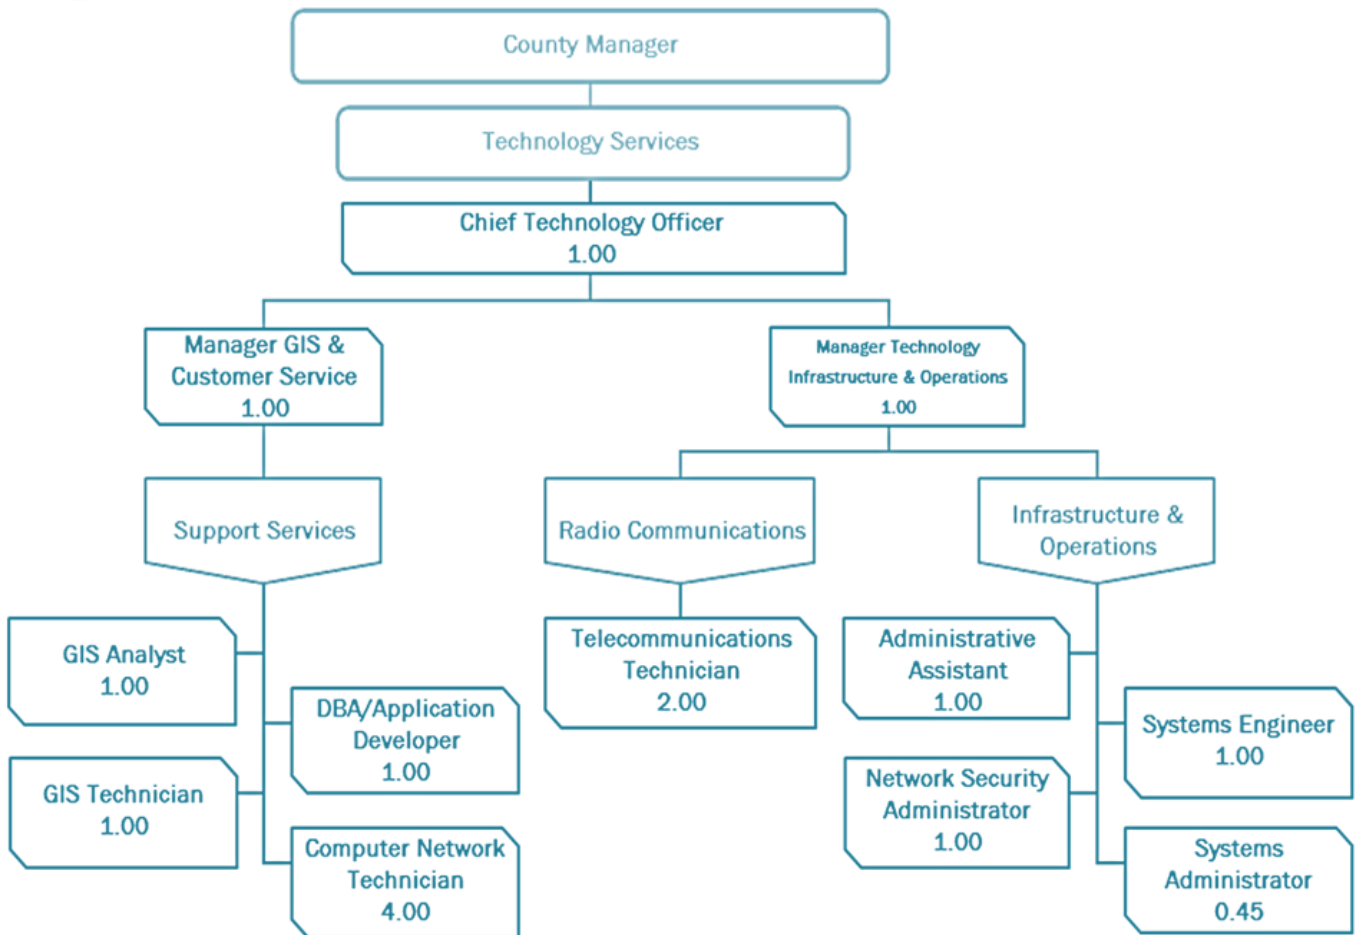 County Manager
Technology Services
Chief Technology Officer
1.00
Manager GIS &
Customer Service
1.00
Manager Technology
Infrastructure & Operations
1.00
Support Services
Radio Communications
Infrastructure &
Operations
GIS Analyst
1.00
DBA/Application
Developer
1.00
GIS Technician
1.00
Computer Network
Technician
4.00
Telecommunications
Technician
2.00
Administrative
Assistant
1.00
Systems Engineer
1.00
Network Security
Administrator
1.00
Systems
Administrator
0.45